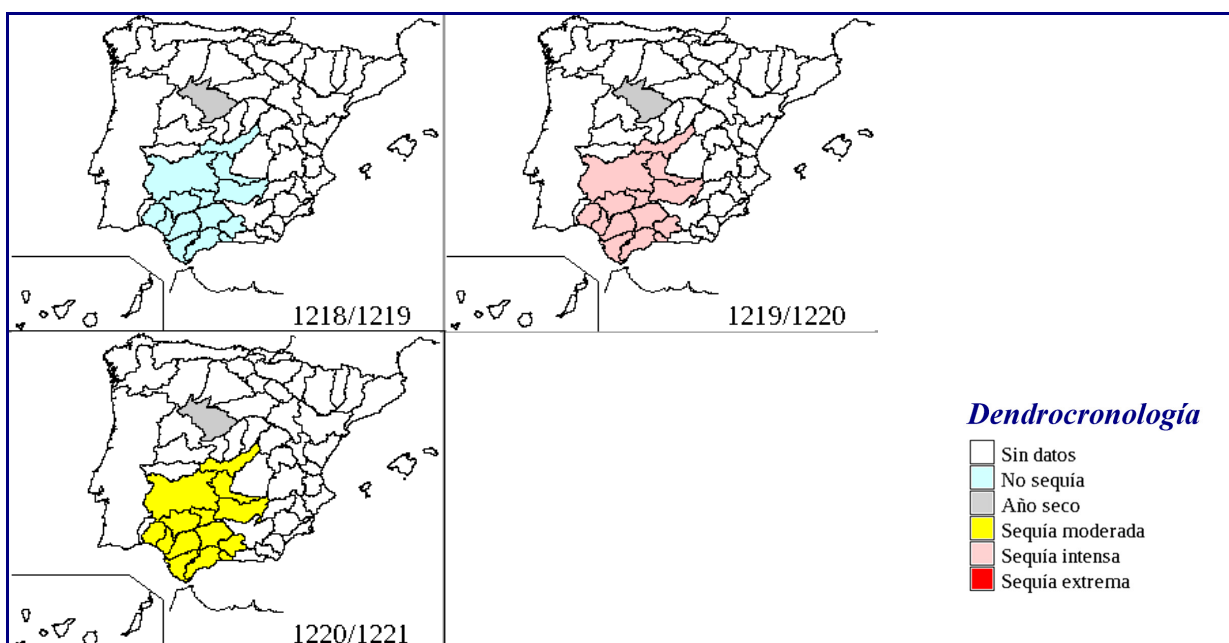 1218/1219
1219/1220
1220/1221
Dendrocronología
Sin datos
No sequía
Año seco
Sequía moderada
Sequía intensa
Sequía extrema